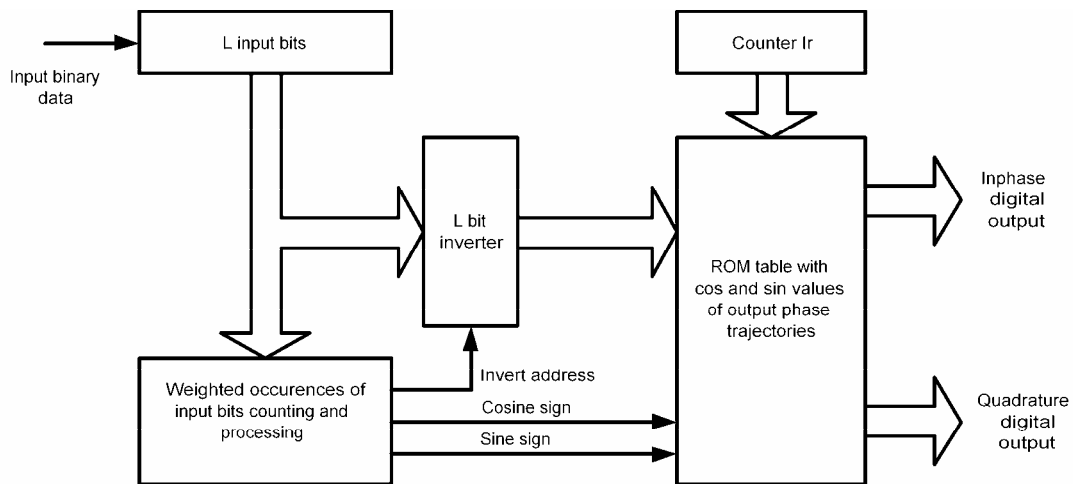 L input bits
Counter Ir
Input binary
data
L bit
inverter
Inphase
digital
output
ROM table with
cos and sin values
of output phase
trajectories
Weighted occurences of
input bits counting and
processing
Invert address
Cosine sign
Sine sign
Quadrature
digital
output